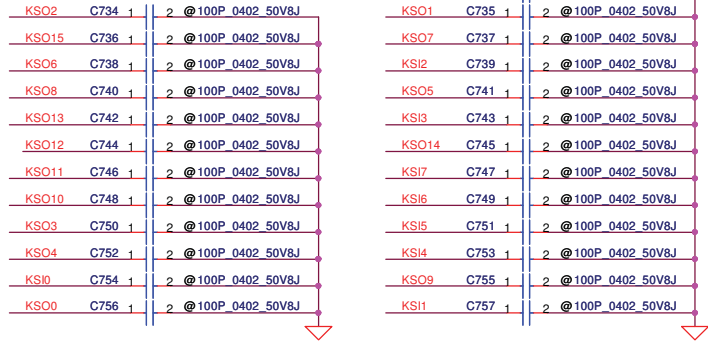 KSO2 C734 1 2 @100P_0402_50V8J KSO1 C735 1 2 @100P_0402_50V8J
KSO15 C736 1 2 @100P_0402_50V8J KSO7 C737 1 2 @100P_0402_50V8J
KSO6 C738 1 2 @100P_0402_50V8J KSI2 C739 1 2 @100P_0402_50V8J
KSO8 C740 1 2 @100P_0402_50V8J KSO5 C741 1 2 @100P_0402_50V8J
KSO13 C742 1 2 @100P_0402_50V8J KSI3 C743 1 2 @100P_0402_50V8J
KSO12 C744 1 2 @100P_0402_50V8J KSO14 C745 1 2 @100P_0402_50V8J
KSO11 C746 1 2 @100P_0402_50V8J KSI7 C747 1 2 @100P_0402_50V8J
KSO10 C748 1 2 @100P_0402_50V8J KSI6 C749 1 2 @100P_0402_50V8J
KSO3 C750 1 2 @100P_0402_50V8J KSI5 C751 1 2 @100P_0402_50V8J
KSO4 C752 1 2 @100P_0402_50V8J KSI4 C753 1 2 @100P_0402_50V8J
KSI0 C754 1 2 @100P_0402_50V8J KSO9 C755 1 2 @100P_0402_50V8J
KSO0 C756 1 2 @100P_0402_50V8J KSI1 C757 1 2 @100P_0402_50V8J